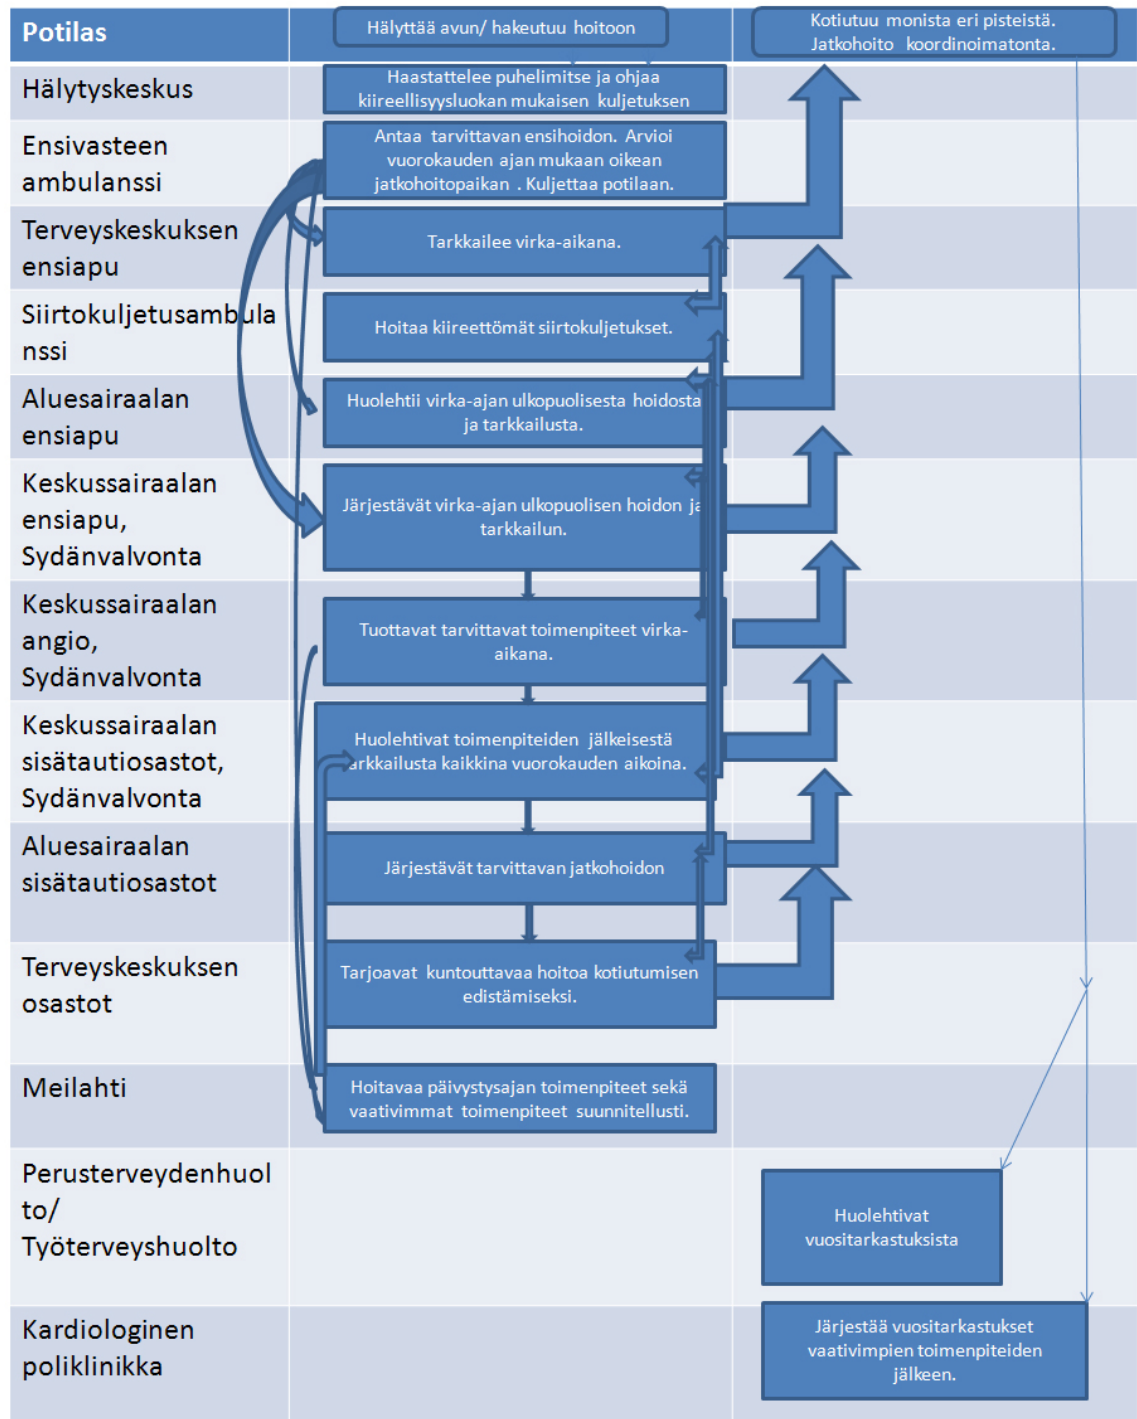 Potilas
Hälyttää avun/ hakeutuu hoitoon
Kotiutuu monista eri pisteistä.
Jatkohoito koordinoimatonta.
Hälytyskeskus
Haastattelee puhelimitse ja ohjaa
kiireellisyysluokan mukaisen kuljetuksen
Ensivasteen
ambulanssi
Antaa tarvittavan ensihoidon. Arvioi
vuorokauden ajan mukaan oikean
jatkohoitopaikan . Kuljettaa potilaan.
Terveyskeskuksen
ensiapu
Tarkkailee virka-aikana.
Siirtokuljetusambula
nssi
Hoitaa kiireettömät siirtokuljetukset.
Aluesairaalan
ensiapu
Huolehtii virka-ajan ulkopuolisesta hoidosta
ja tarkkailusta.
Keskussairaalan
ensiapu,
Sydänvalvonta
Järjestävät virka-ajan ulkopuolisen hoidon ja
tarkkailun.
Keskussairaalan
angio,
Sydänvalvonta
Tuottavat tarvittavat toimenpiteet virka-
aikana.
Keskussairaalan
sisätautiosastot,
Sydänvalvonta
Huolehtivat toimenpiteiden jälkeisestä
tarkkailusta kaikkina vuorokauden aikoina.
Aluesairaalan
sisätautiosastot
Järjestävät tarvittavan jatkohoidon
Terveyskeskuksen
osastot
Tarjoavat kuntouttavaa hoitoa kotiutumisen
edistämiseksi.
Meilahti
Hoitavaa päivystysajan toimenpiteet sekä
vaativimmat toimenpiteet suunnitellusti.
Perusterveydenhuol
to/
Työterveyshuolto
Huolehtivat
vuositarkastuksista
Kardiologinen
poliklinikka
Järjestää vuositarkastukset
vaativimpien toimenpiteiden
jälkeen.